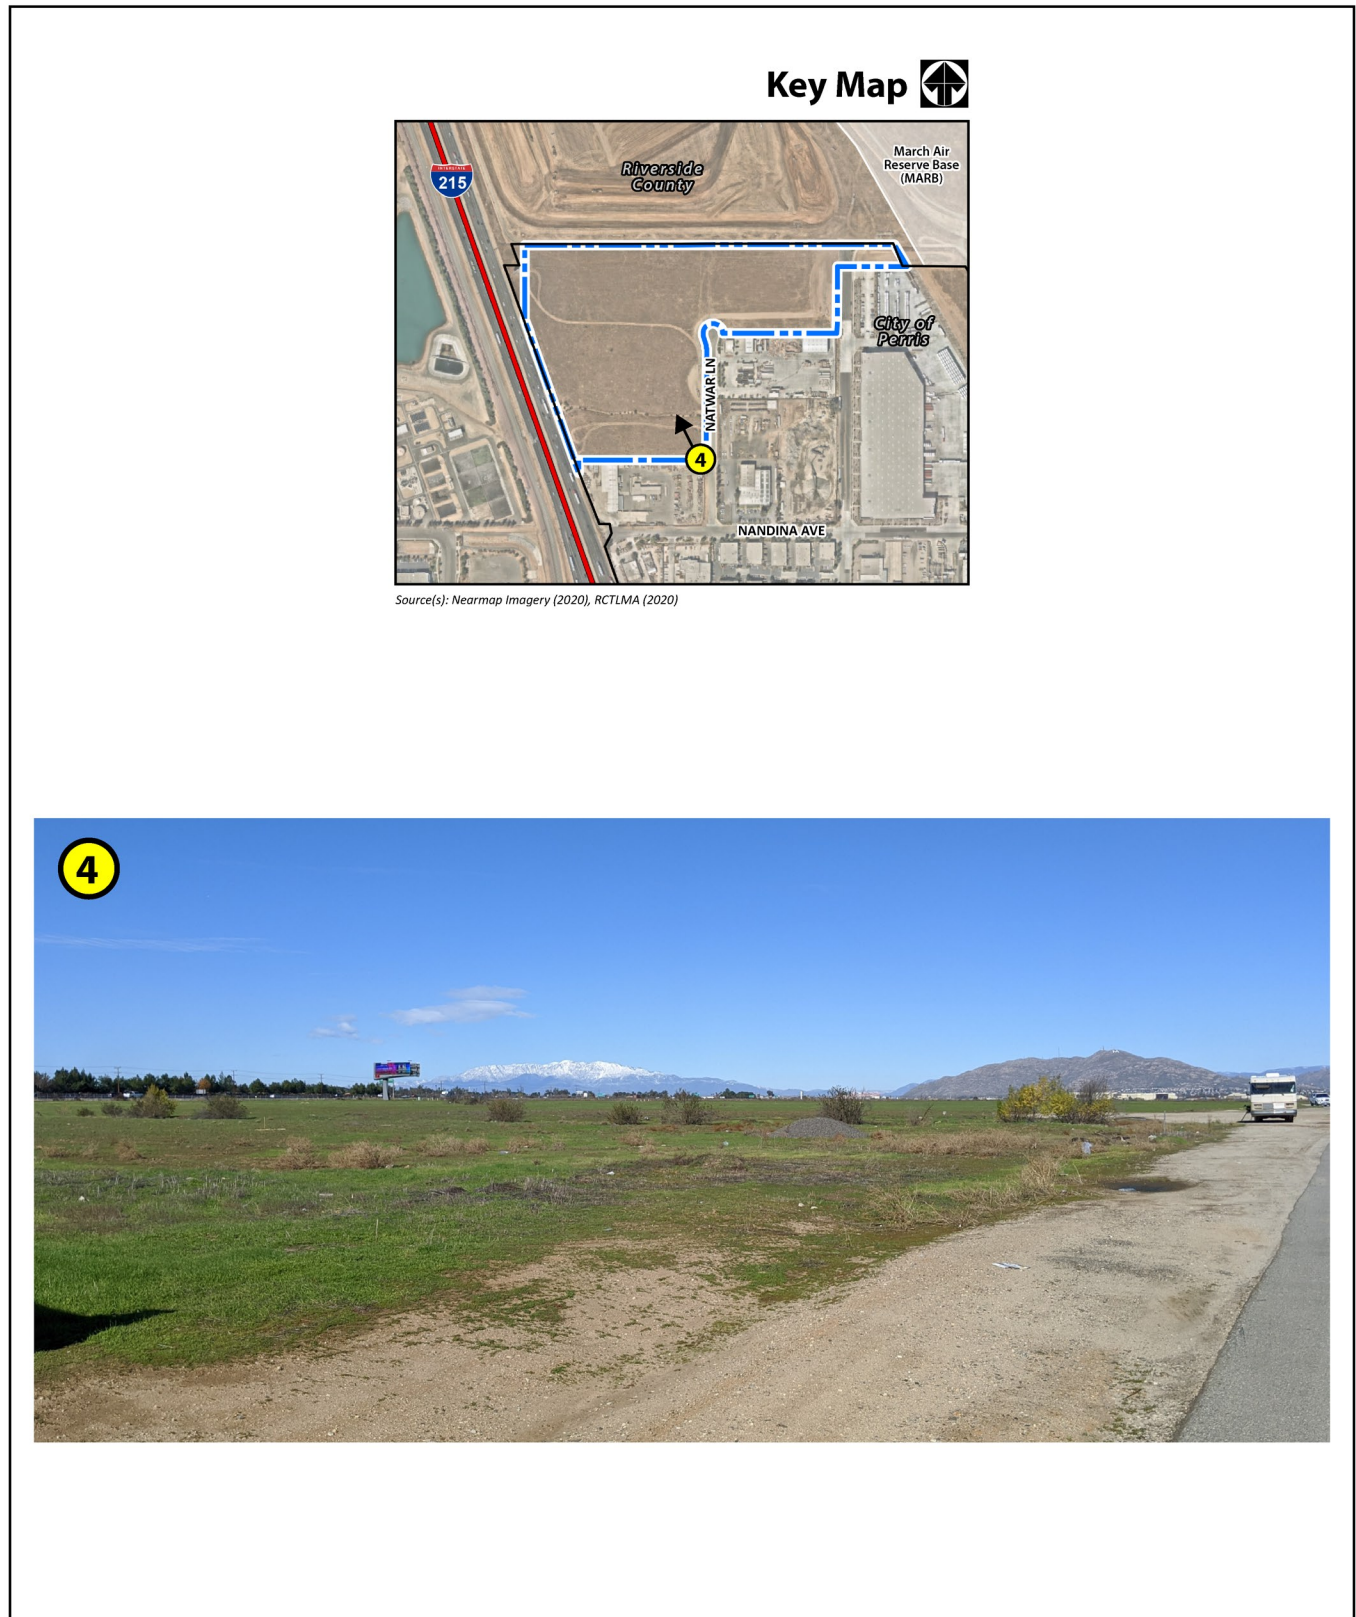 Key Map
INTERSTATE
215
Riverside
County
March Air
Reserve Base
(MARB)
City of
Perris
NATWAR LN
4
NANDINA AVE
Source(s): Nearmap Imagery (2020), RCTLMA (2020)
4